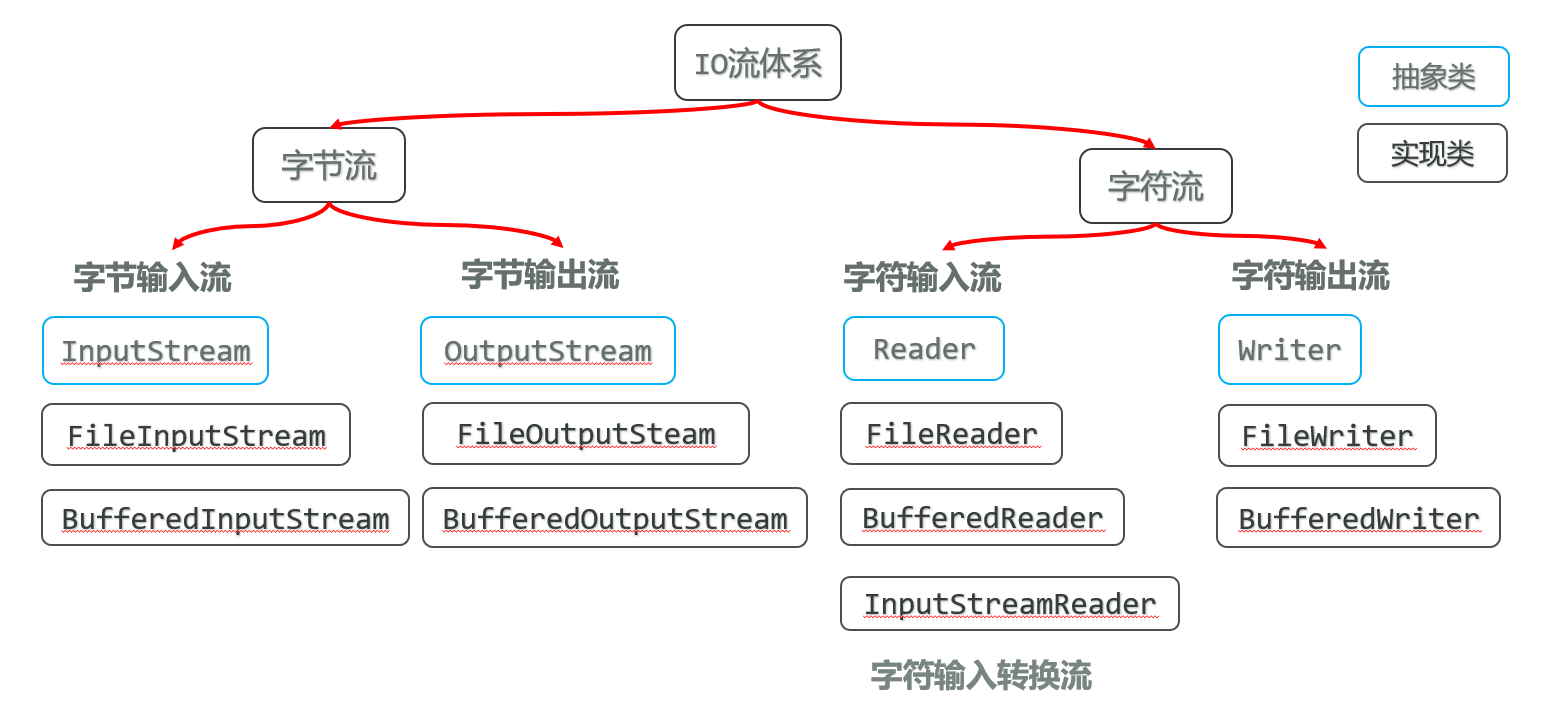 IO流体系
抽象类
实现类
字节流
字符流
字节输入流
字节输出流
字符输入流
字符输出流
InputStream
OutputStream
Reader
Writer
FileInputStream
FileOutputSteam
FileReader
FileWriter
BufferedInputStream
BufferedOutputStream
BufferedReader
BufferedWriter
InputStreamReader
字符输入转换流